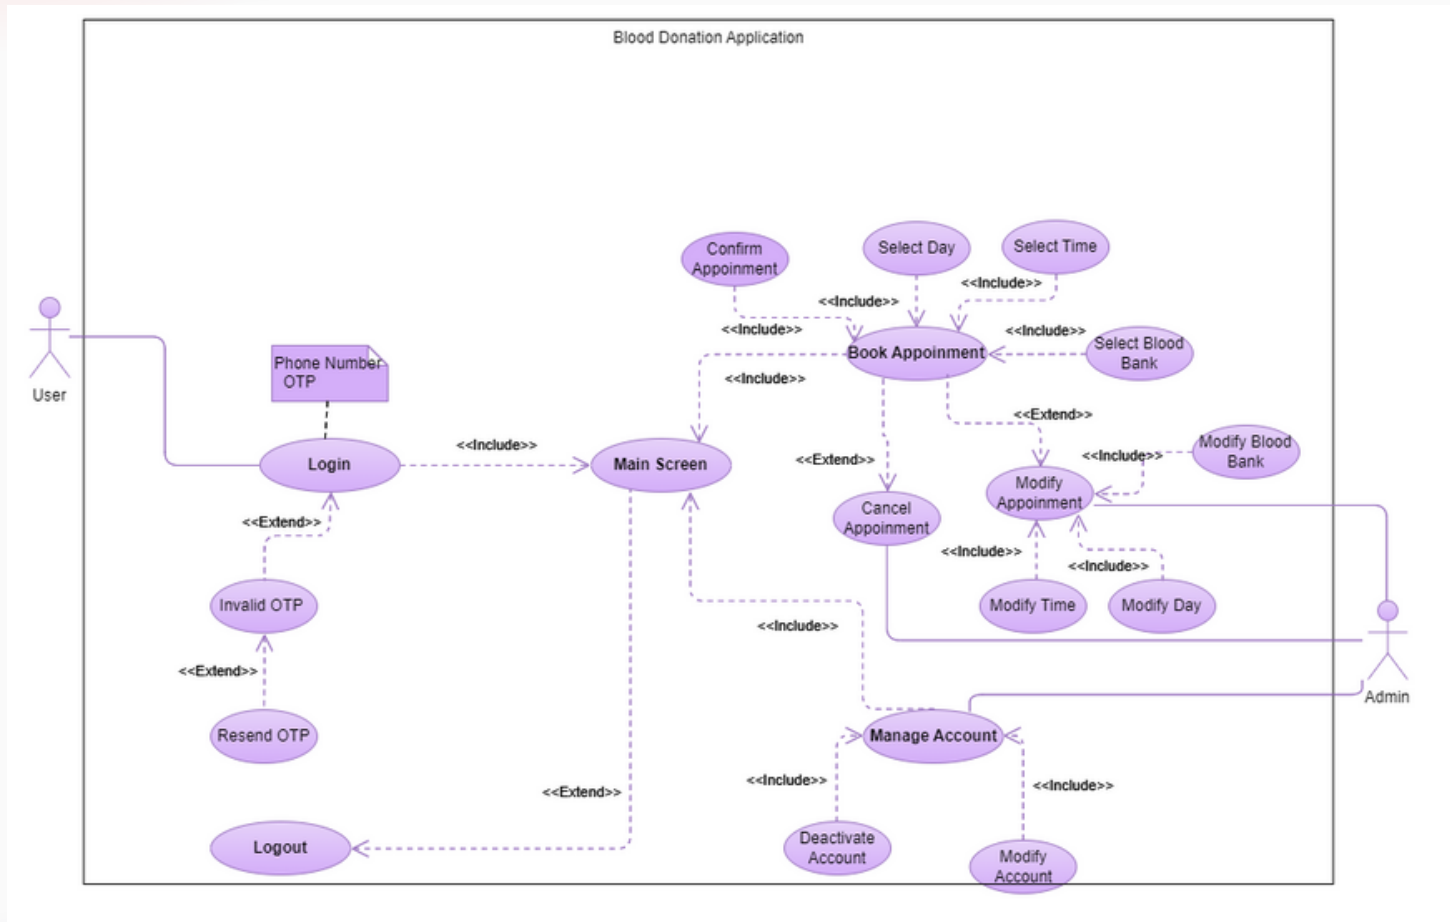 Blood Donation Application
Confirm
Appoinment
Select Day
Select Time
<<Include>>
<<Include>>
<<Include>>
<<Include>>
Book Appoinment
Select Blood
Bank
User
Phone Number
OTP
<<Include>>
<<Extend>>
<<Include>>
Login
Main Screen
<<Extend>>
<<Include>>
Modify Blood
Bank
Modify
Appoinment
Cancel
Appoinment
<<Extend>>
<<Include>>
<<Include>>
Invalid OTP
Modify Time
Modify Day
<<Include>>
<<Extend>>
Admin
Resend OTP
Manage Account
<<Include>>
<<Include>>
<<Extend>>
Logout
Deactivate
Account
Modify
Account